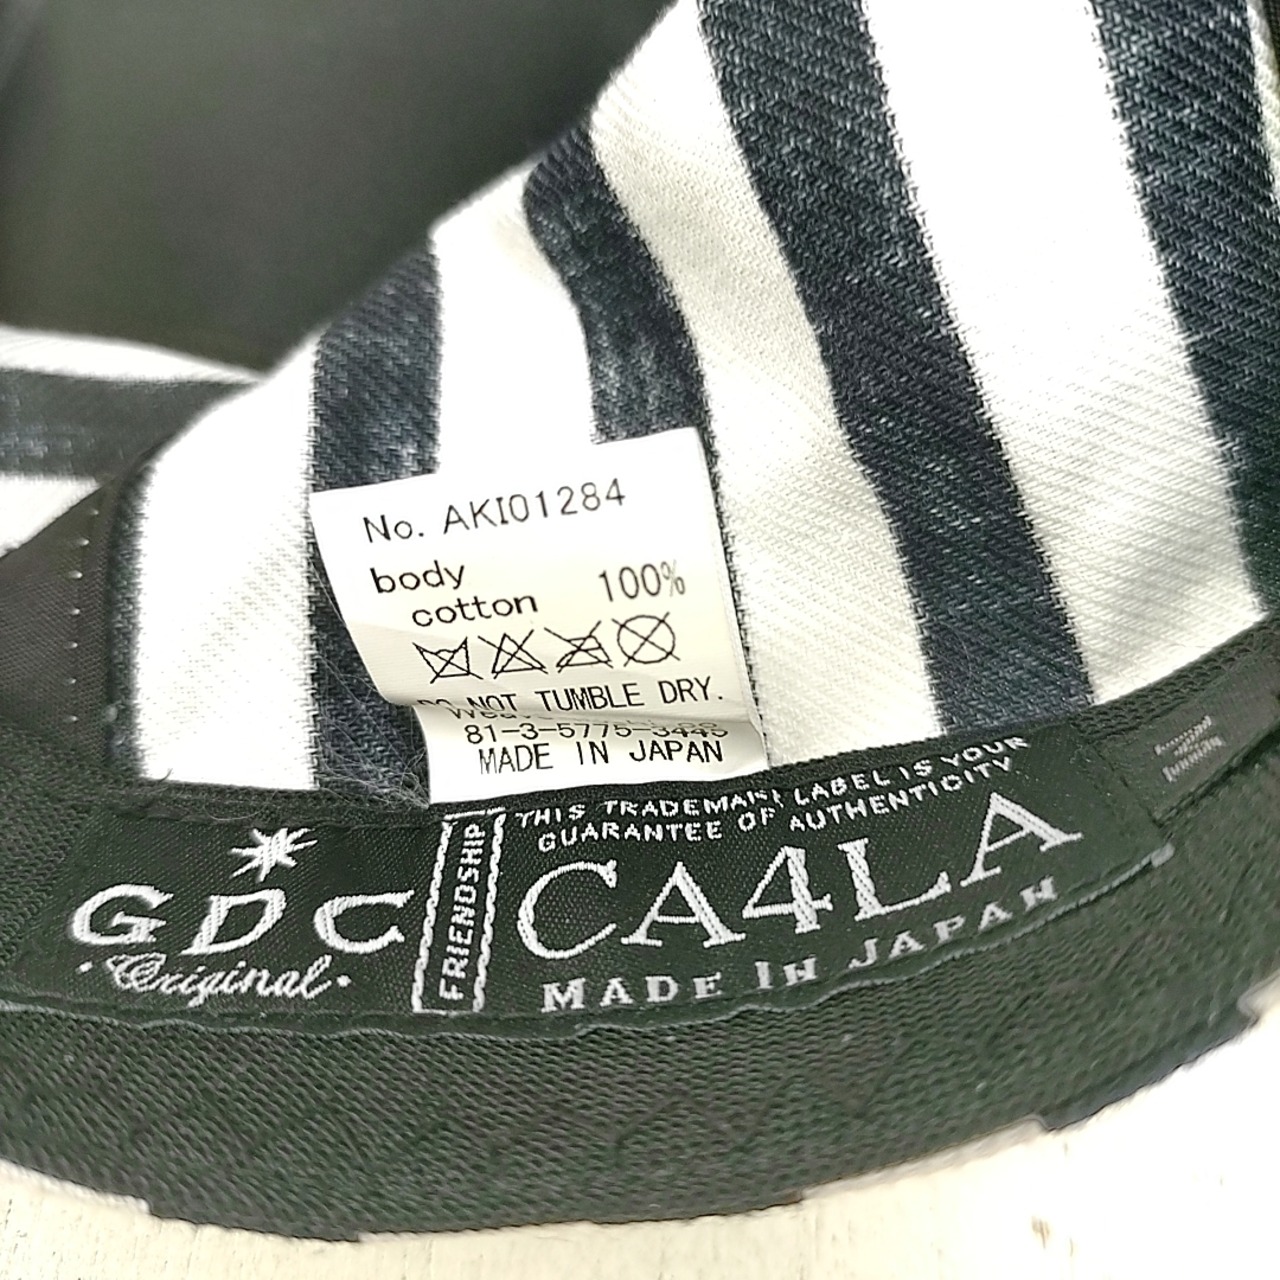 No. AKI01284
body
cotton 100%
DO NOT TUMBLE DRY.
81-3-5775-3445
MADE IN JAPAN
GDC
·Original·
FRIENDSHIP
THIS TRADEMARK LABEL IS YOUR
GUARANTEE OF AUTHENTICITY
CA4LA
MADE IN JAPAN